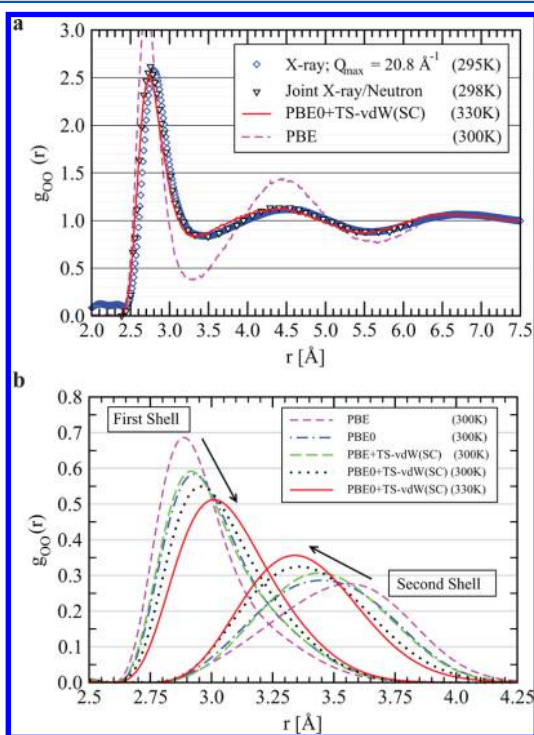 a
3.0
2.5
2.0
1.5
1.0
0.5
0.0
g_OO (r)
X-ray; Q_max = 20.8 Å^-1 (295K)
Joint X-ray/Neutron (298K)
PBE0+TS-vdW(SC) (330K)
PBE (300K)
2.0 2.5 3.0 3.5 4.0 4.5 5.0 5.5 6.0 6.5 7.0 7.5
r [Å]
b
0.8
0.7
0.6
0.5
0.4
0.3
0.2
0.1
0.0
g_OO(r)
First Shell
PBE (300K)
PBE0 (300K)
PBE+TS-vdW(SC) (300K)
PBE0+TS-vdW(SC) (300K)
PBE0+TS-vdW(SC) (330K)
Second Shell
2.5 2.75 3.0 3.25 3.5 3.75 4.0 4.25
r [Å]